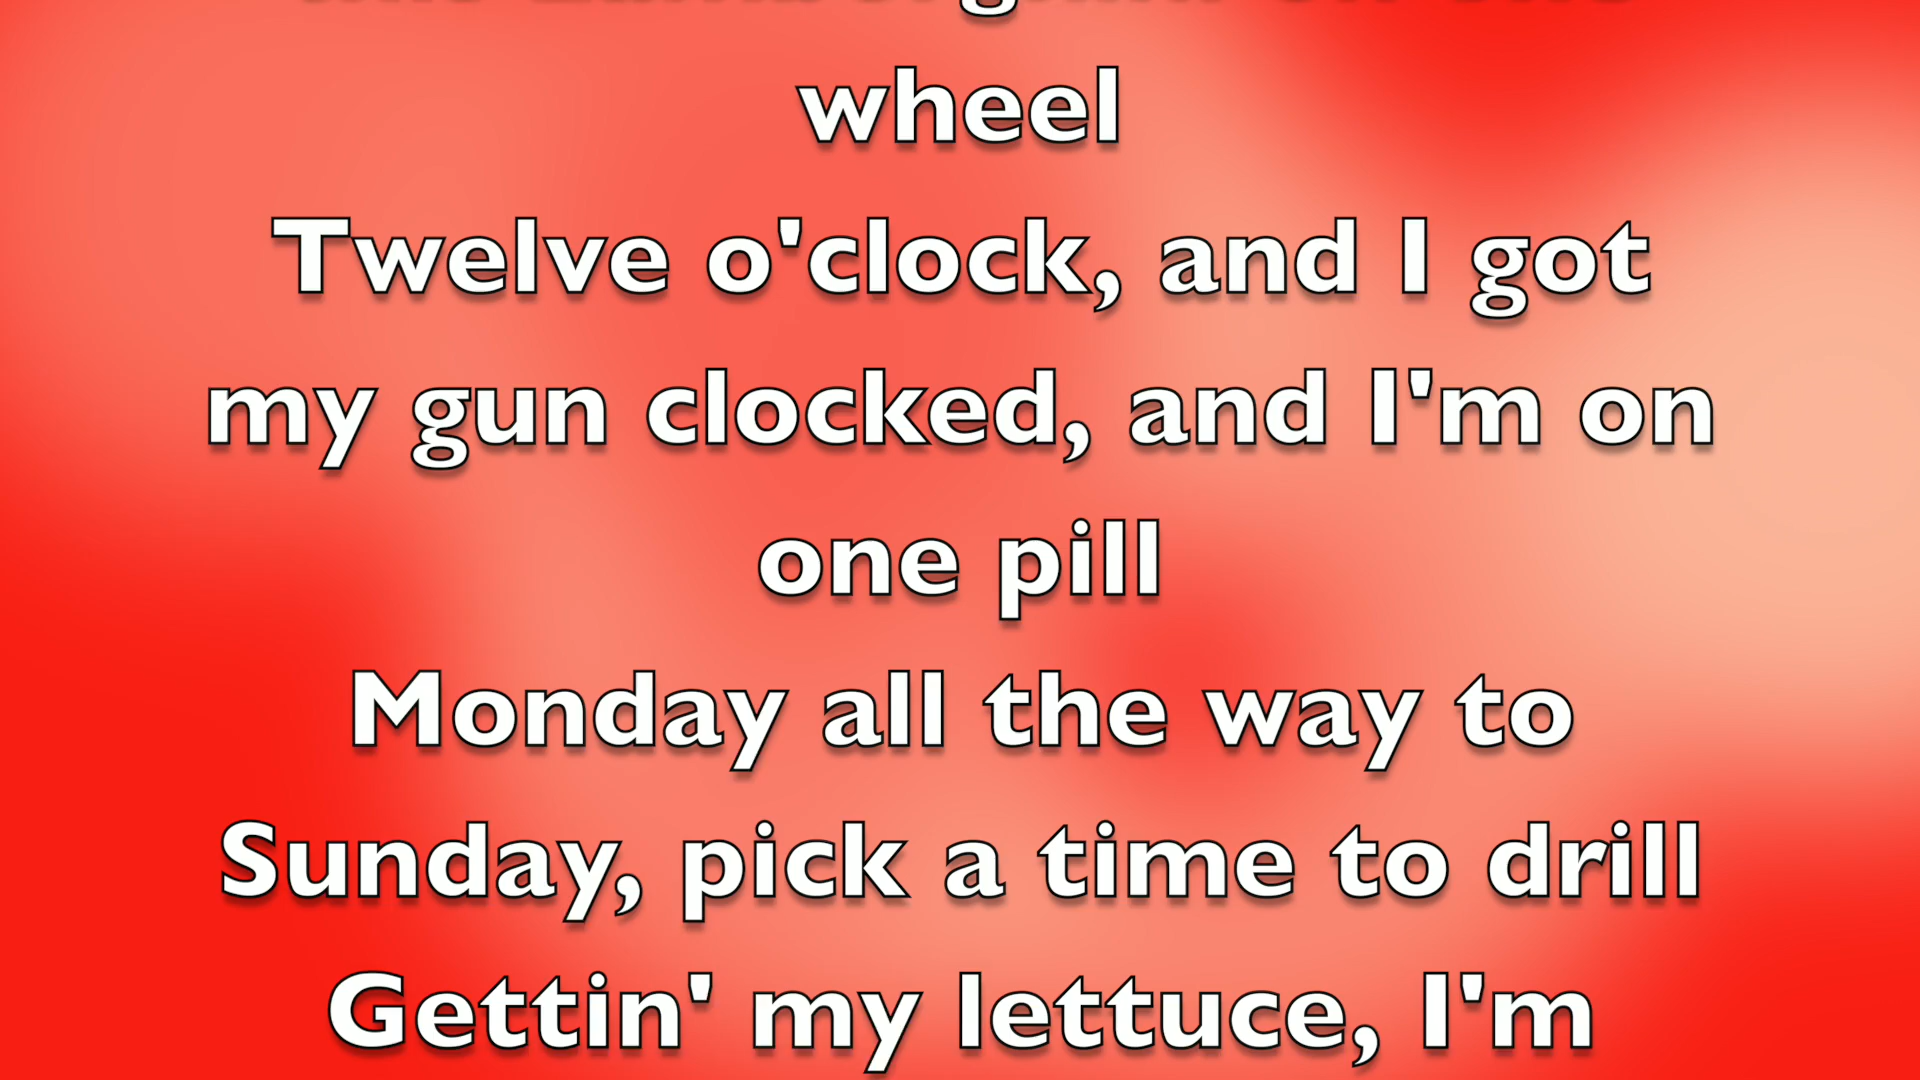 wheel
Twelve o'clock, and I got
my gun clocked, and I'm on
one pill
Monday all the way to
Sunday, pick a time to drill
Gettin' my lettuce, I'm